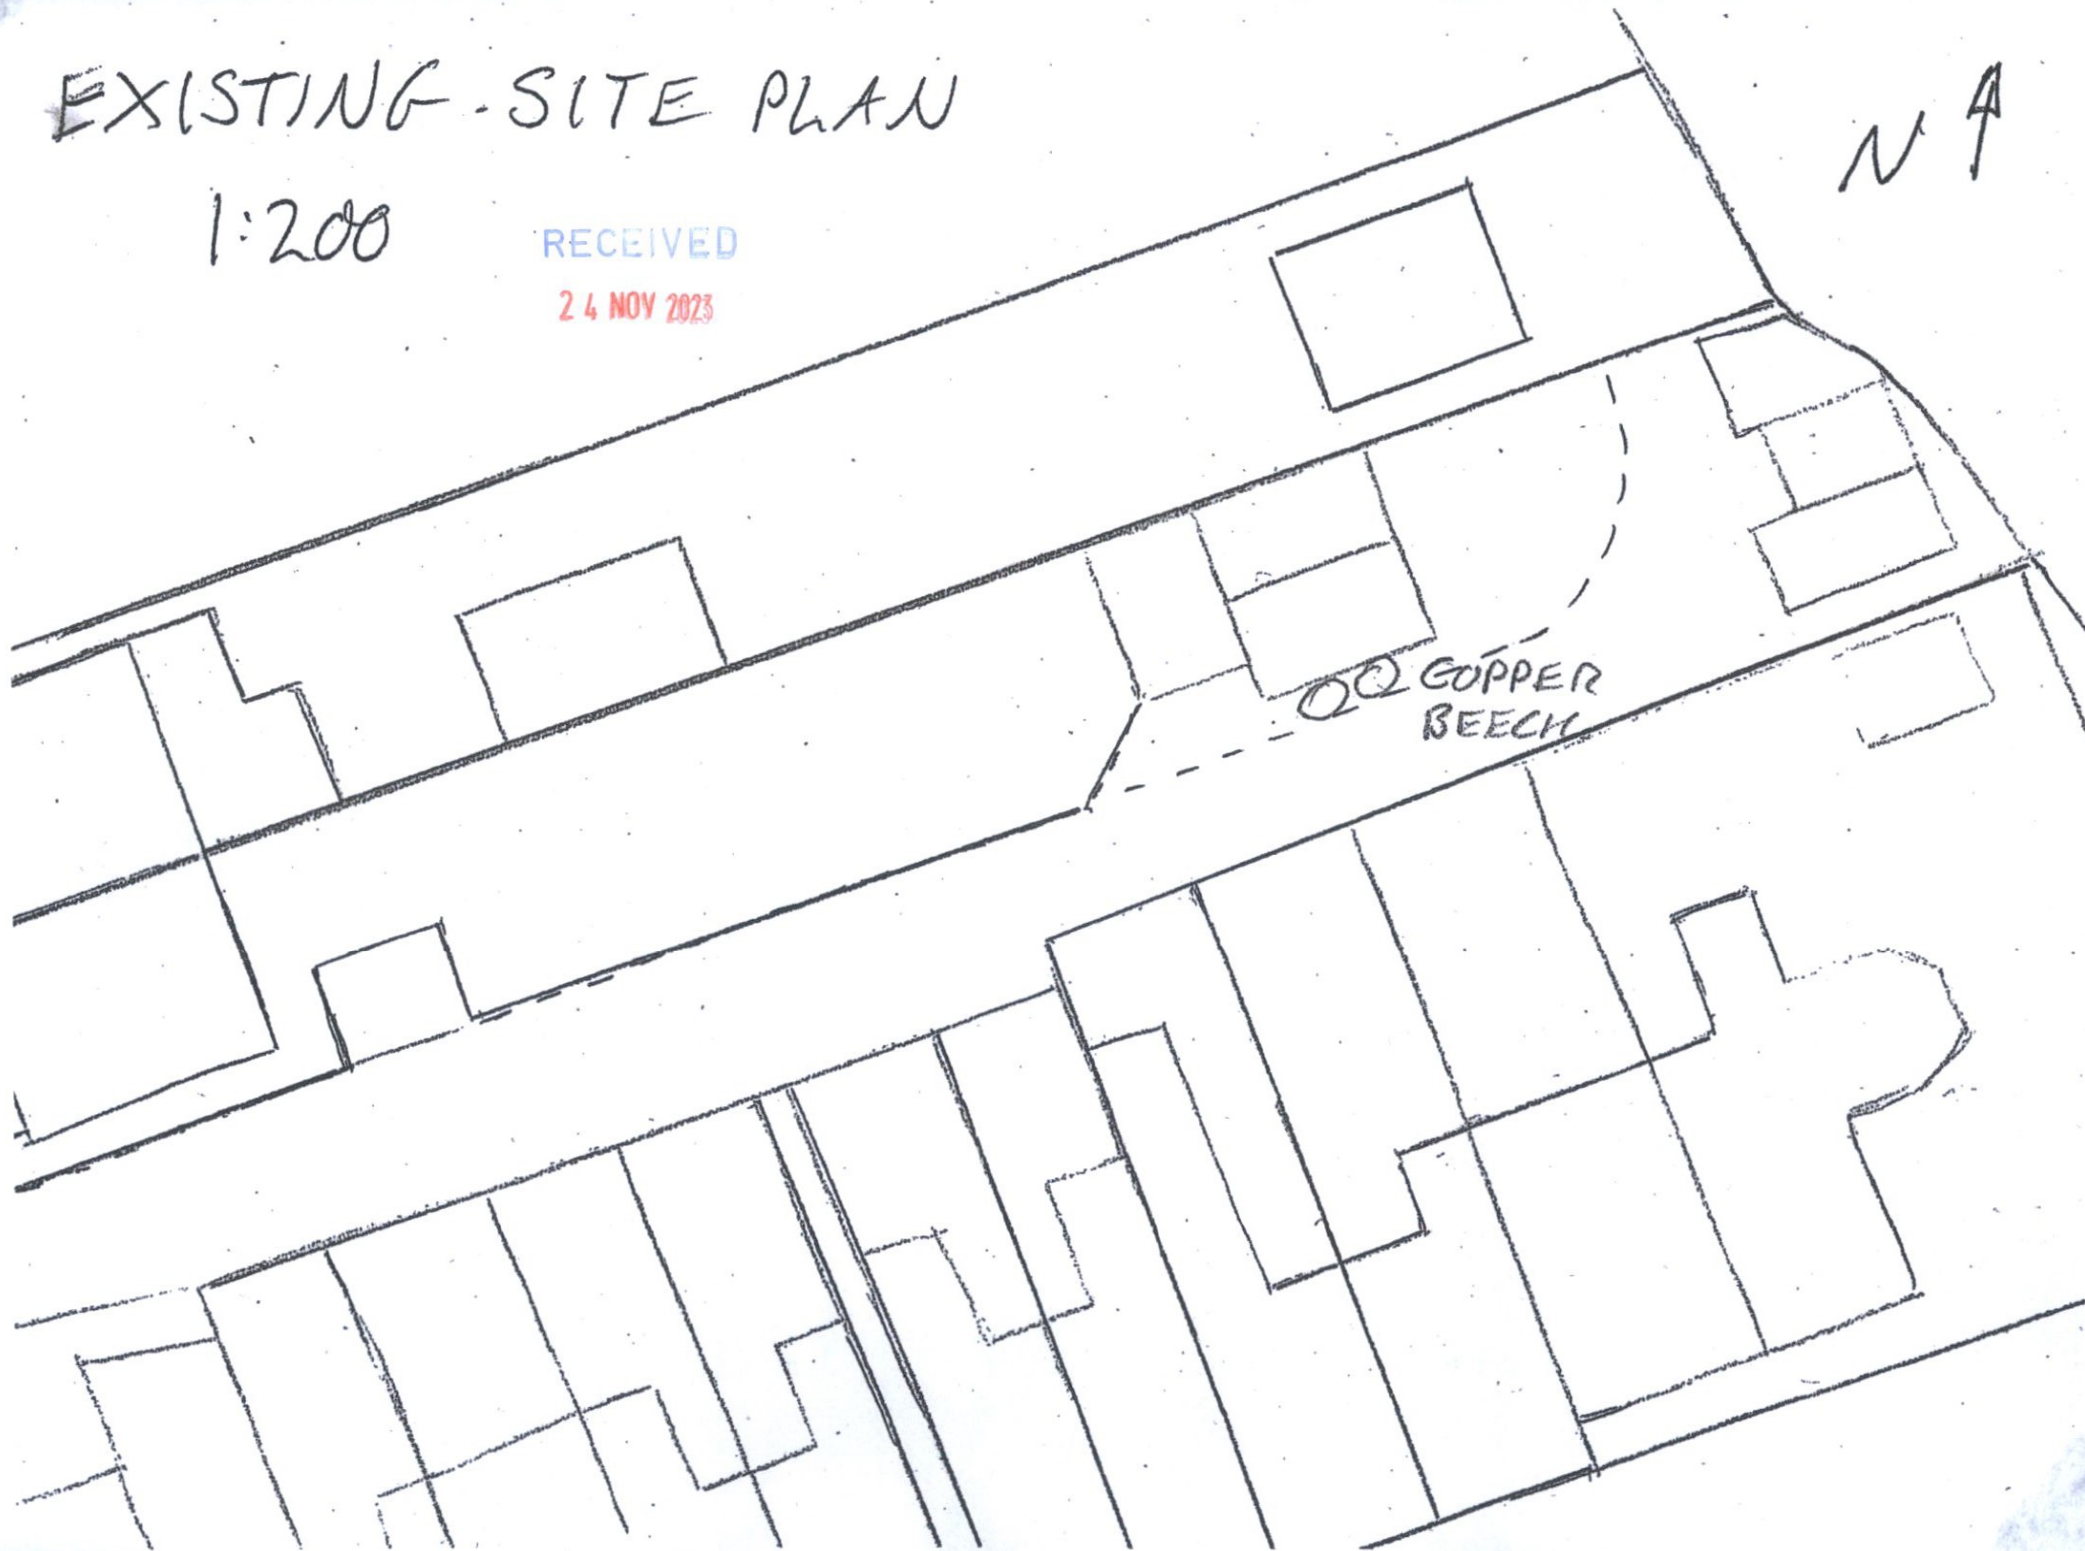 EXISTING-SITE PLAN
1:200
RECEIVED
24 NOV 2023
N
COPPER
BEECH